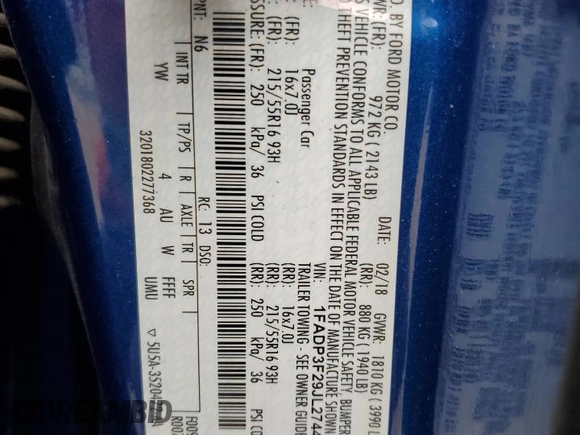 D. BY FORD MOTOR CO.
DATE: 02/18 GVWR: 1810 KG ( 3990 L
WR: (FR): 972 KG ( 2143 LB) (RR): 880 KG ( 1940 LB)
VEHICLE CONFORMS TO ALL APPLICABLE FEDERAL MOTOR VEHICLE SAFETY, BUMPER
THEFT PREVENTION STANDARDS IN EFFECT ON THE DATE OF MANUFACTURE SHOWN
VIN: 1FADP3F29JL2744
Passenger Car TRAILER TOWING - SEE OWNER GUIDE
(FR): 16x7.0J (RR): 16x7.0J
(FR): 215/55R16 93H (RR): 215/55R16 93H
SSURE: (FR): 250 kPa/ 36 PSI COLD (RR): 250 kPa/ 36 PSI CO
PNT: N6 RC: 13 DSO:
INT TR TP/PS R AXLE TR SPR
YW 4 AU W FFFF UMU
3201802277368 ▽ 5U5A-35204